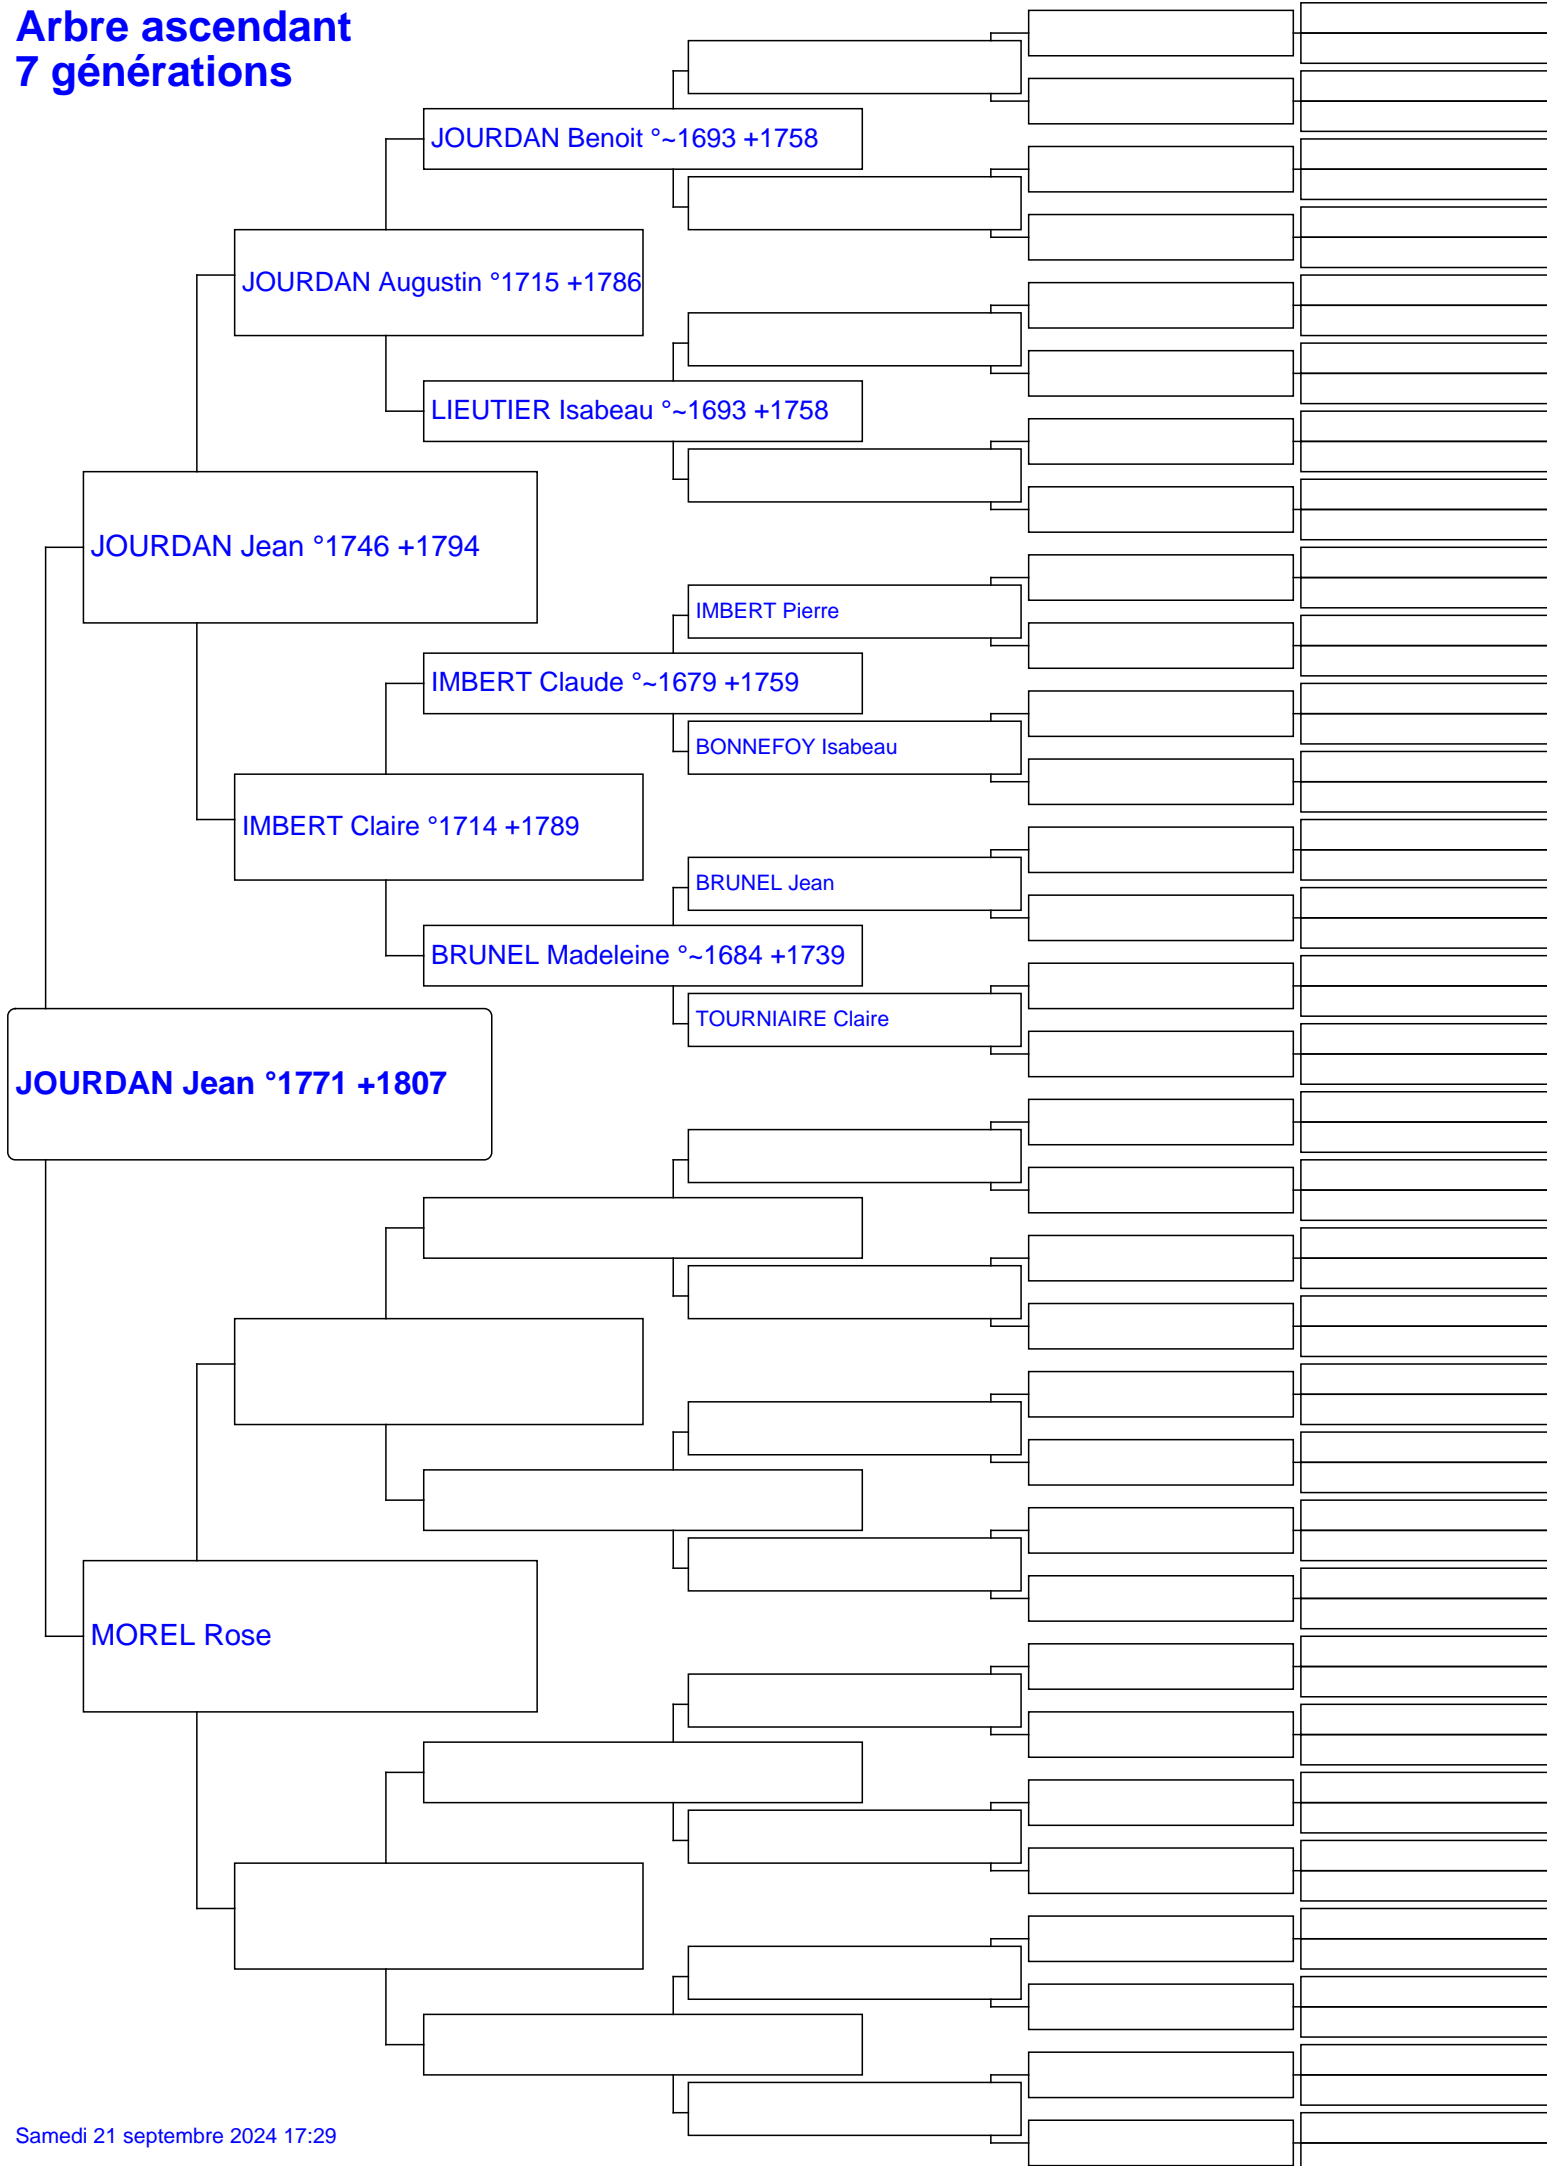 Arbre ascendant
7 générations
JOURDAN Benoit °~1693 +1758
JOURDAN Augustin °1715 +1786
LIEUTIER Isabeau °~1693 +1758
JOURDAN Jean °1746 +1794
IMBERT Pierre
IMBERT Claude °~1679 +1759
BONNEFOY Isabeau
IMBERT Claire °1714 +1789
BRUNEL Jean
BRUNEL Madeleine °~1684 +1739
TOURNIAIRE Claire
JOURDAN Jean °1771 +1807
MOREL Rose
Samedi 21 septembre 2024 17:29